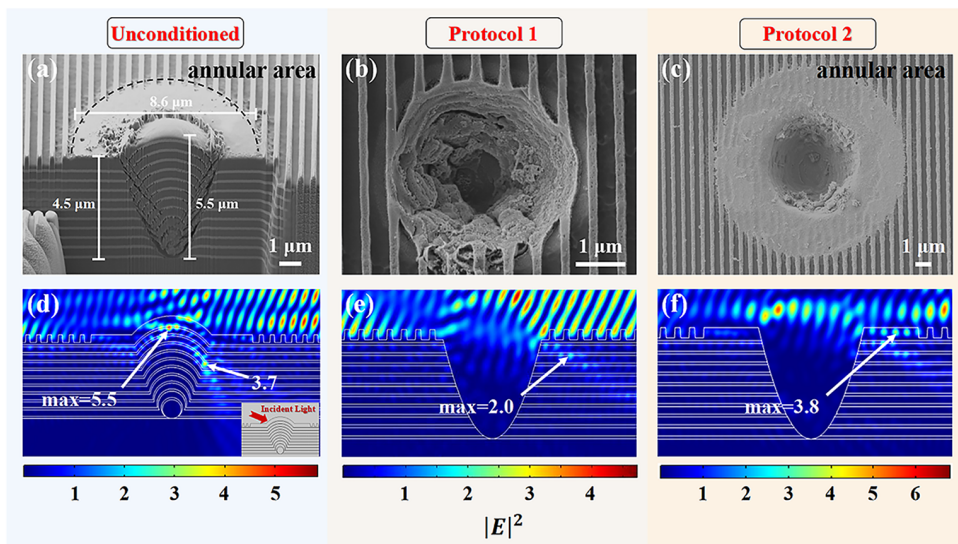 Unconditioned
Protocol 1
Protocol 2
(a)
annular area
8.6 μm
4.5 μm
5.5 μm
1 μm
(b)
1 μm
(c)
annular area
1 μm
(d)
max=5.5
3.7
Incident Light
(e)
max=2.0
(f)
max=3.8
1 2 3 4 5
1 2 3 4
1 2 3 4 5 6
|E|²